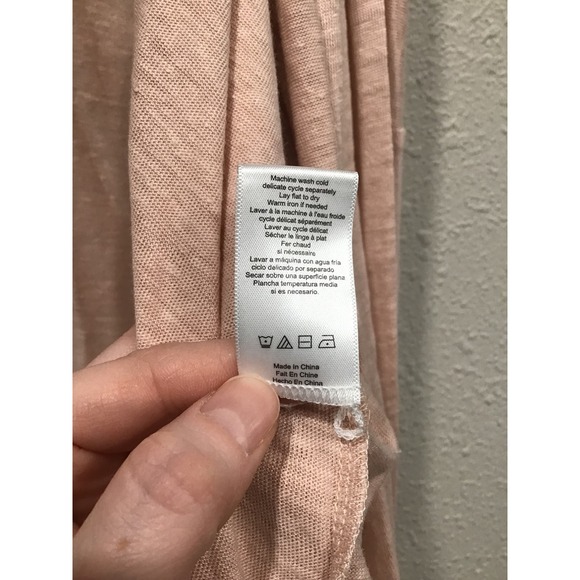 Machine wash cold
delicate cycle separately
Lay flat to dry
Warm iron if needed
Laver à la machine à l'eau froide
cycle délicat séparément
Laver au cycle délicat
Sécher le linge à plat
Fer chaud
si nécessaire
Lavar a máquina con agua fría
ciclo delicado por separado
Secar sobre una superficie plana
Plancha temperatura media
si es necesario.
Made In China
Fait En Chine
Hecho En China